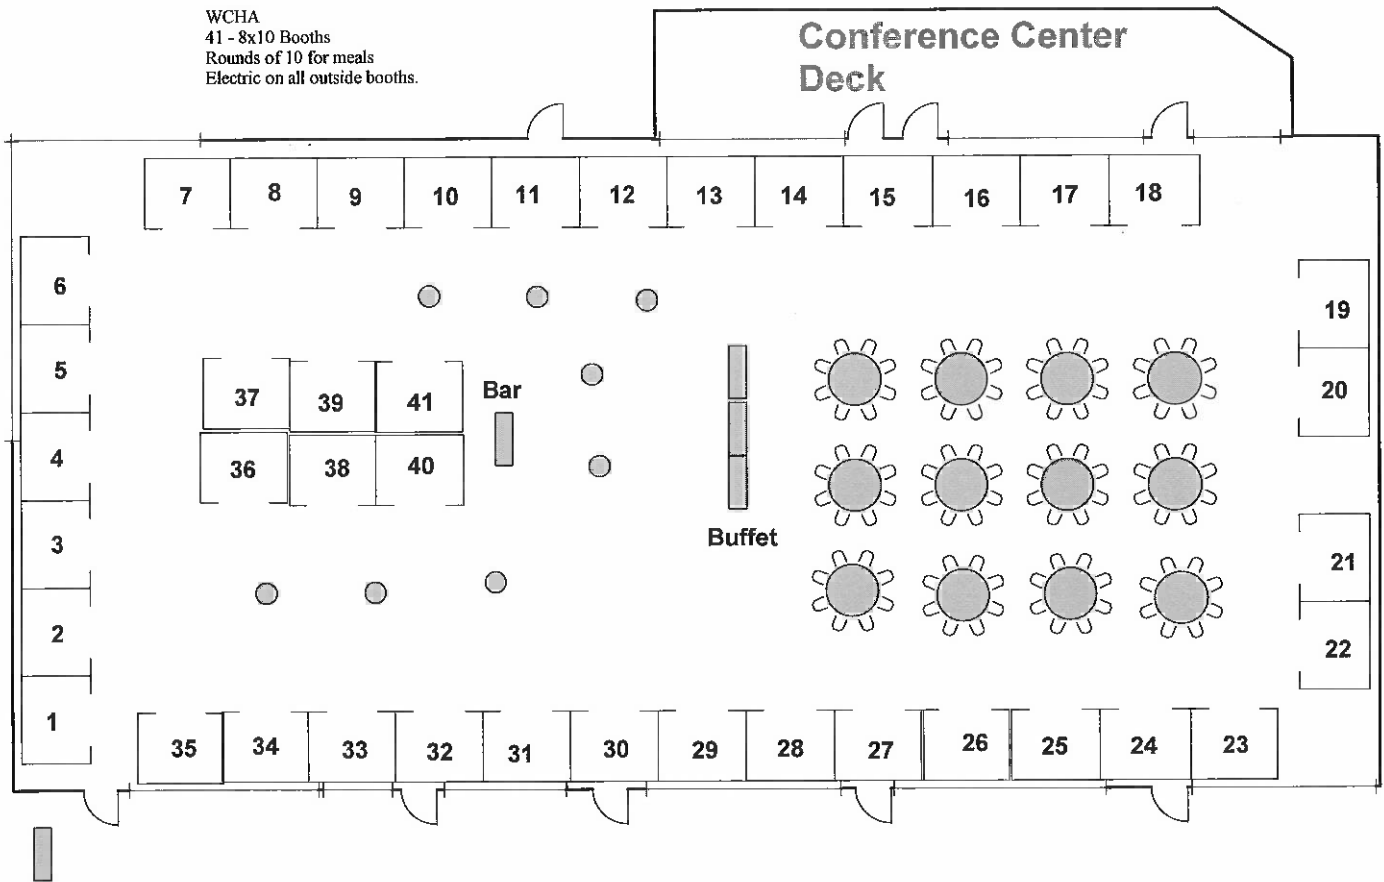 WCHA
41 - 8x10 Booths
Rounds of 10 for meals
Electric on all outside booths.
Conference Center
Deck
7 8 9 10 11 12 13 14 15 16 17 18
6
19
5
20
37 39 41
Bar
4
36 38 40
Buffet
3
21
2
22
1
35 34 33 32 31 30 29 28 27 26 25 24 23